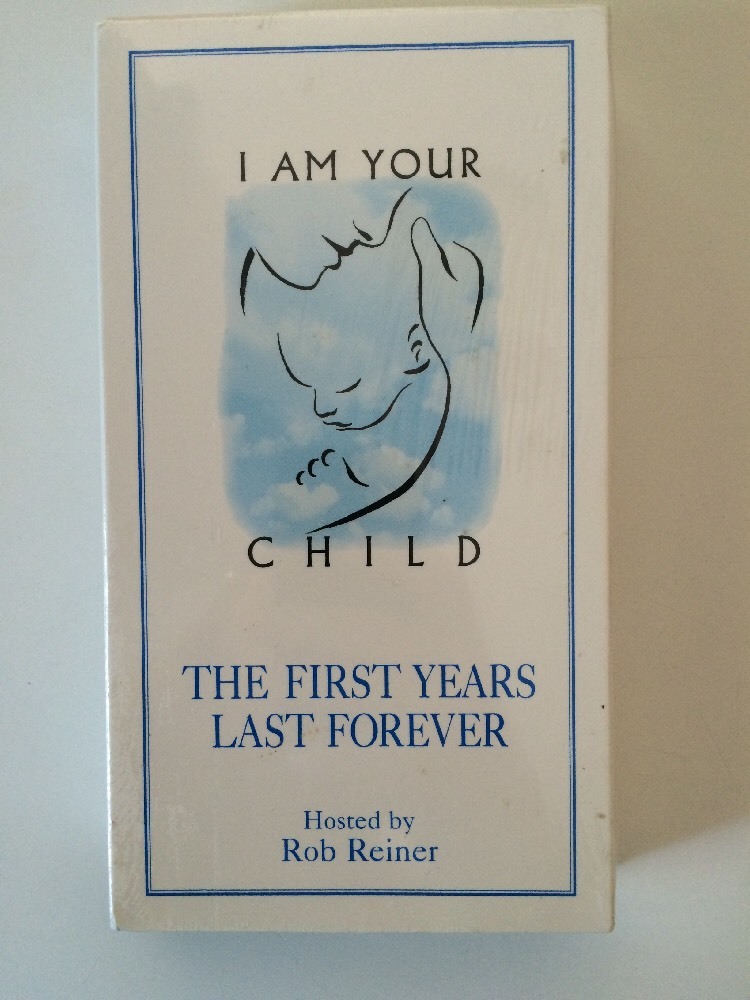 I AM YOUR
CHILD
THE FIRST YEARS
LAST FOREVER
Hosted by
Rob Reiner